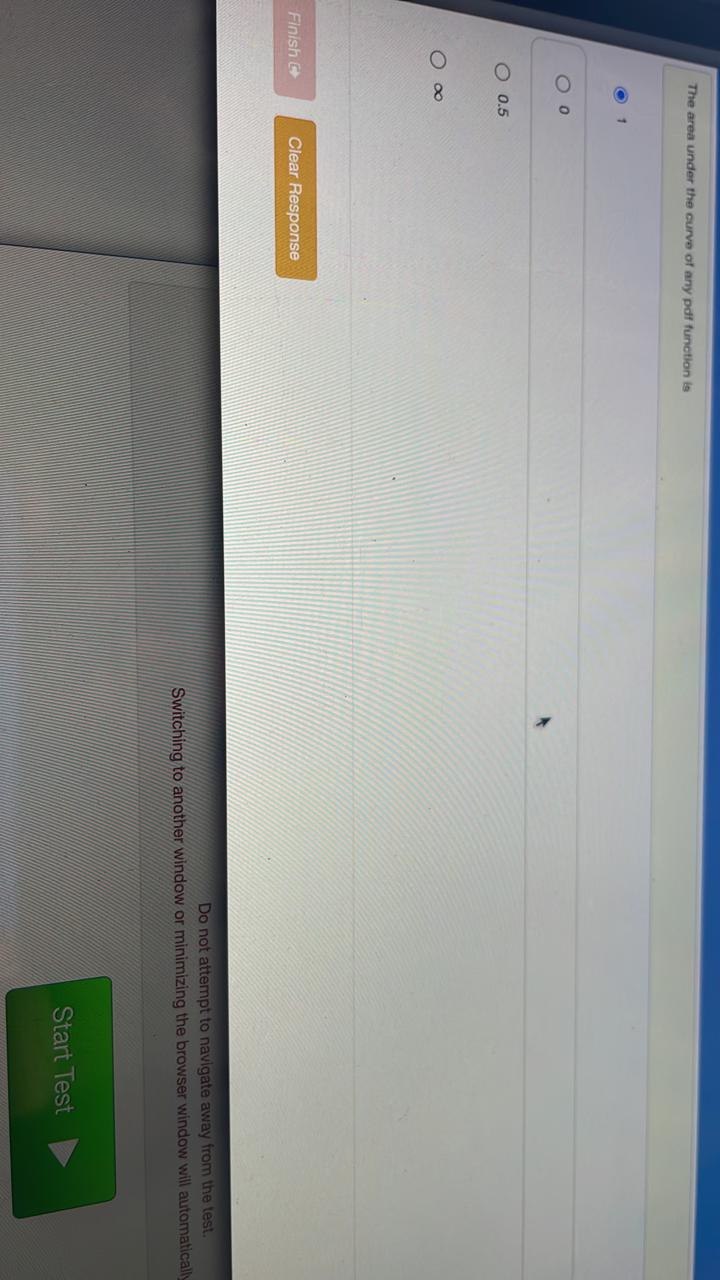 The area under the curve of any pdf function is
1
0
0.5
∞
Finish
Clear Response
Do not attempt to navigate away from the test.
Switching to another window or minimizing the browser window will automatically
Start Test